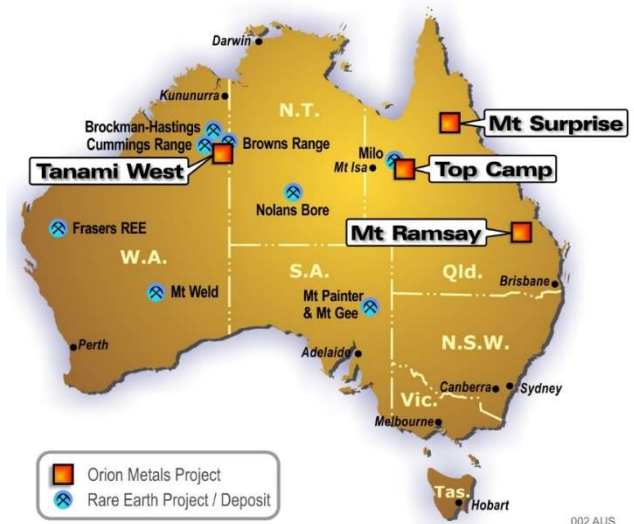 Darwin
Kununurra
N.T.
Brockman-Hastings
Cummings Range
Browns Range
Tanami West
Mt Surprise
Milo
Mt Isa
Top Camp
Nolans Bore
Frasers REE
Mt Ramsay
W.A.
S.A.
Qld.
Mt Weld
Mt Painter
& Mt Gee
Brisbane
Perth
Adelaide
N.S.W.
Canberra
Sydney
Vic.
Melbourne
Orion Metals Project
Rare Earth Project / Deposit
Tas.
Hobart
002 AUS